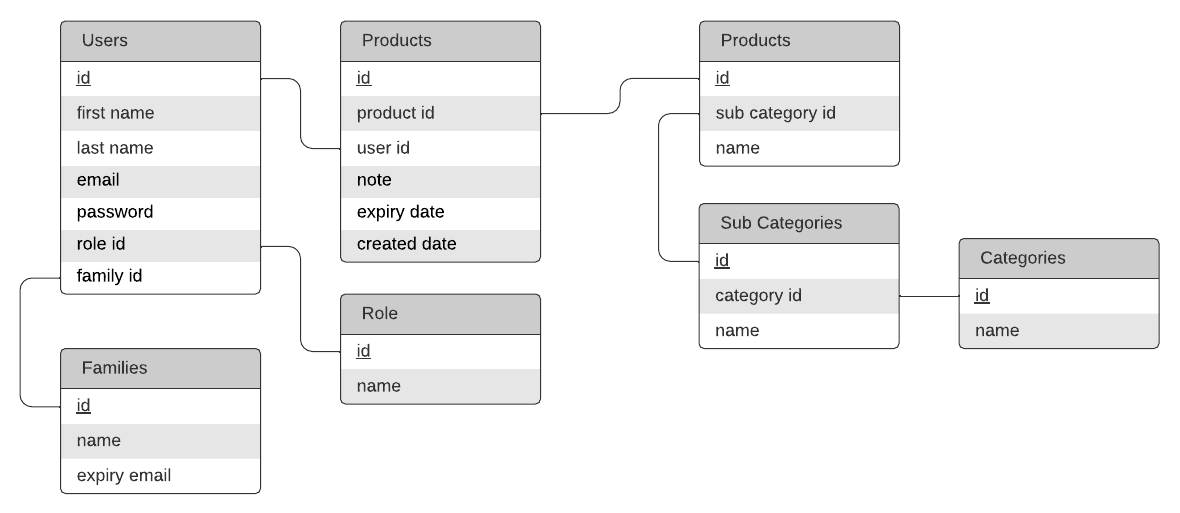 Users
id
first name
last name
email
password
role id
family id
Families
id
name
expiry email
Products
id
product id
user id
note
expiry date
created date
Role
id
name
Products
id
sub category id
name
Sub Categories
id
category id
name
Categories
id
name